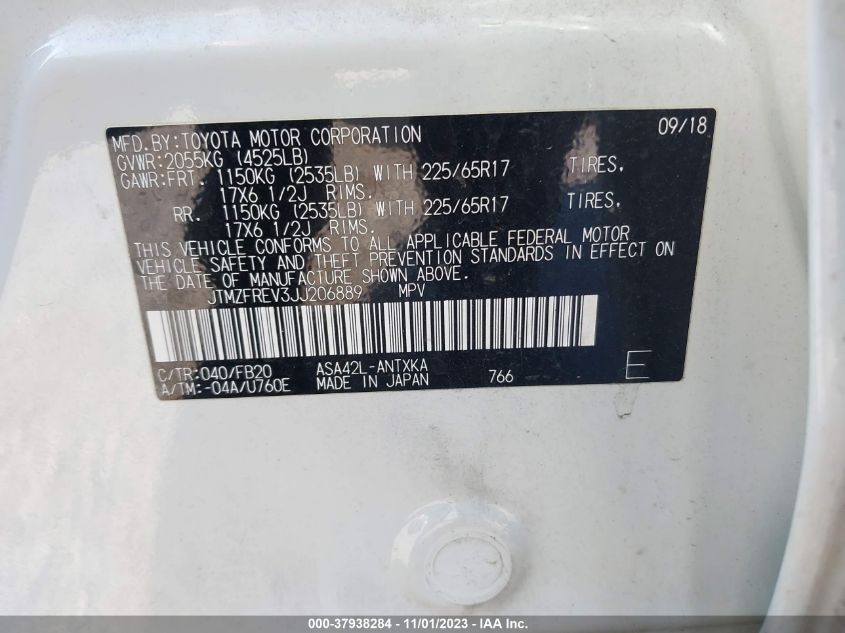 MFD.BY:TOYOTA MOTOR CORPORATION 09/18
GVWR:2055KG (4525LB)
GAWR:FRT. 1150KG (2535LB) WITH 225/65R17 TIRES,
17X6 1/2J RIMS.
RR. 1150KG (2535LB) WITH 225/65R17 TIRES,
17X6 1/2J RIMS.
THIS VEHICLE CONFORMS TO ALL APPLICABLE FEDERAL MOTOR
VEHICLE SAFETY AND THEFT PREVENTION STANDARDS IN EFFECT ON
THE DATE OF MANUFACTURE SHOWN ABOVE.
JTMZFREV3JJ206889 MPV
C/TR:040/FB20 ASA42L-ANTXKA
A/TM:-04A/U760E MADE IN JAPAN 766 E
000-37938284 - 11/01/2023 - IAA Inc.